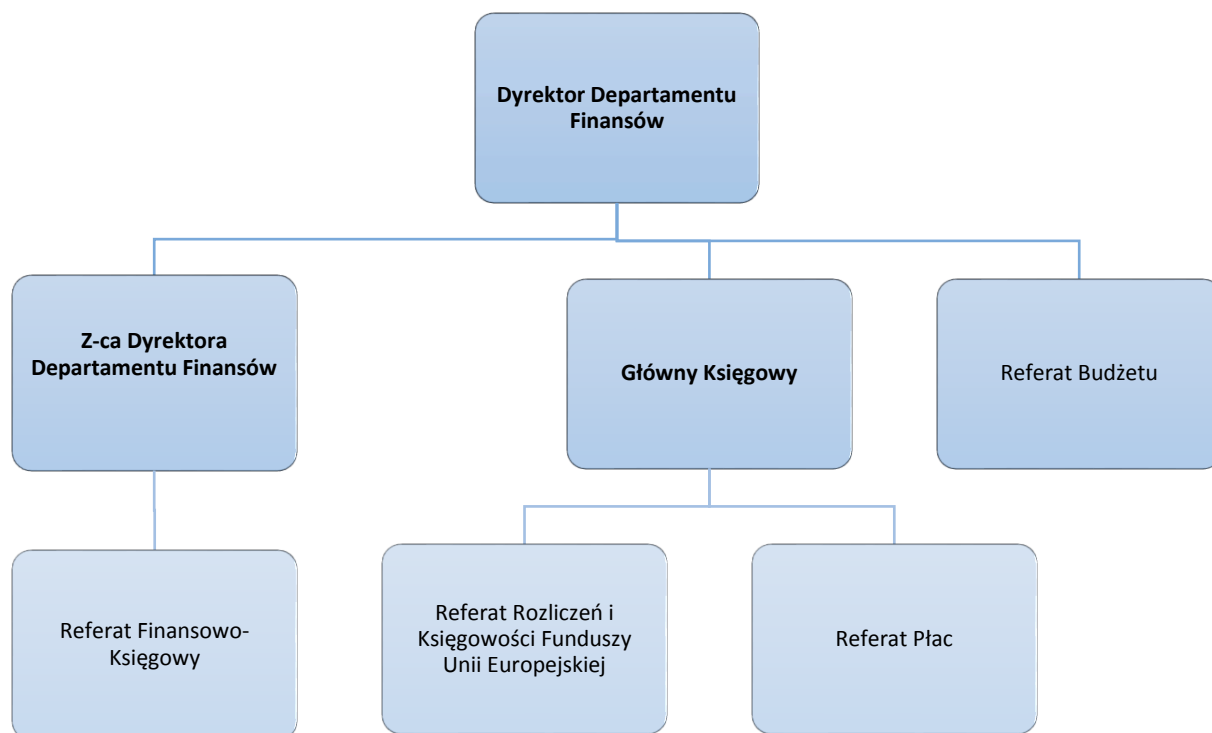 Dyrektor Departamentu
Finansów
Z-ca Dyrektora
Departamentu Finansów
Główny Księgowy
Referat Budżetu
Referat Finansowo-
Księgowy
Referat Rozliczeń i
Księgowości Funduszy
Unii Europejskiej
Referat Płac